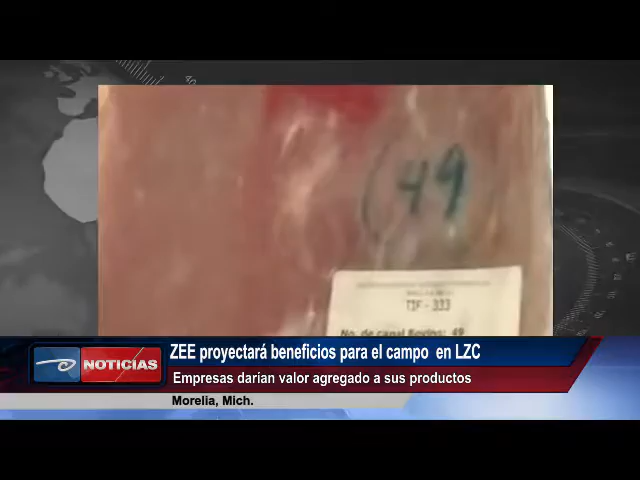 (49
TIF - 333
No. de canal Bovino: 49
NOTICIAS
ZEE proyectará beneficios para el campo en LZC
Empresas darían valor agregado a sus productos
Morelia, Mich.